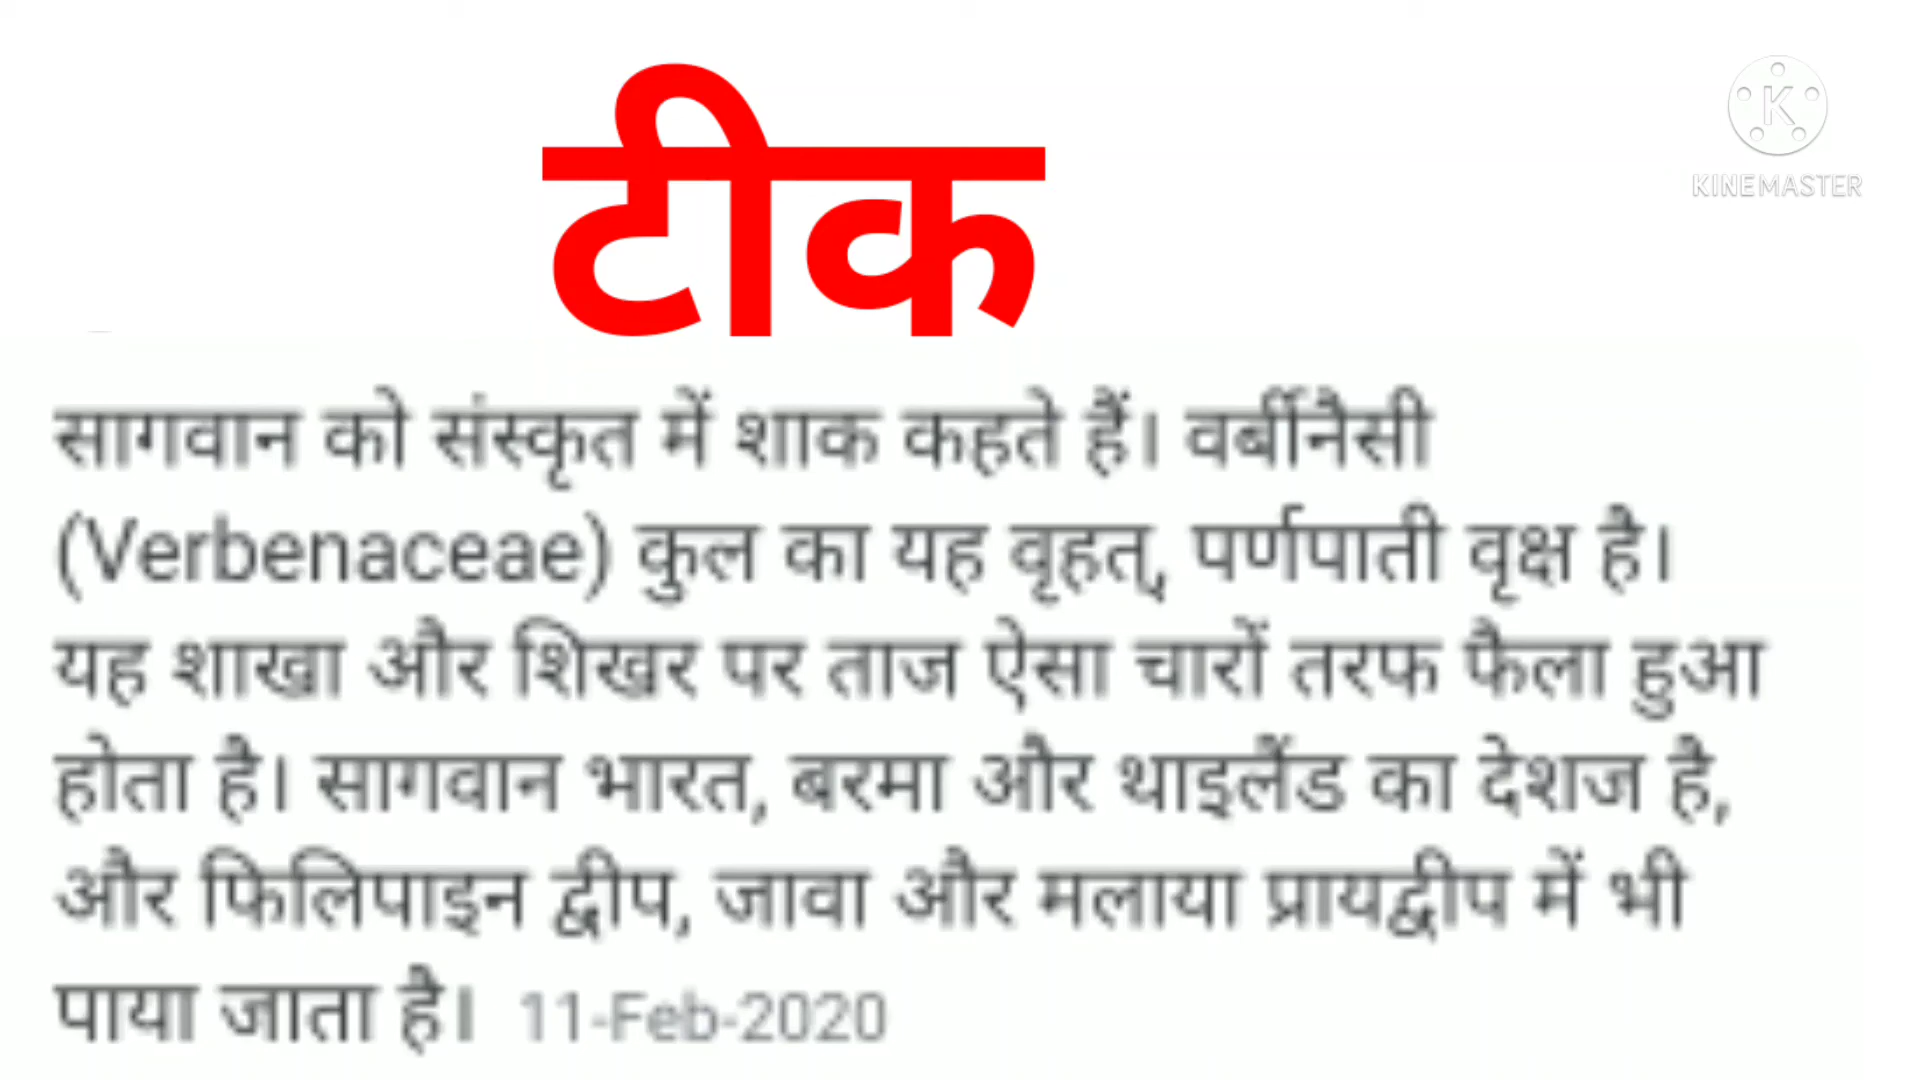 टीक
KINEMASTER
सागवान को संस्कृत में शाक कहते हैं। वर्बीनैसी
(Verbenaceae) कुल का यह वृहत्, पर्णपाती वृक्ष है।
यह शाखा और शिखर पर ताज ऐसा चारों तरफ फैला हुआ
होता है। सागवान भारत, बरमा और थाइलैंड का देशज है,
और फिलिपाइन द्वीप, जावा और मलाया प्रायद्वीप में भी
पाया जाता है। 11-Feb-2020